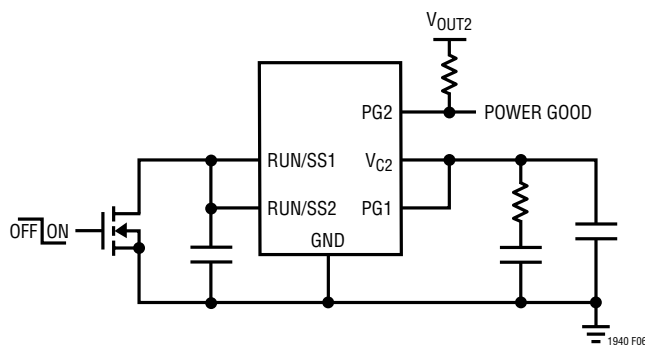 VOUT2
PG2
POWER GOOD
RUN/SS1
VC2
RUN/SS2
PG1
OFF ON
GND
1940 F06